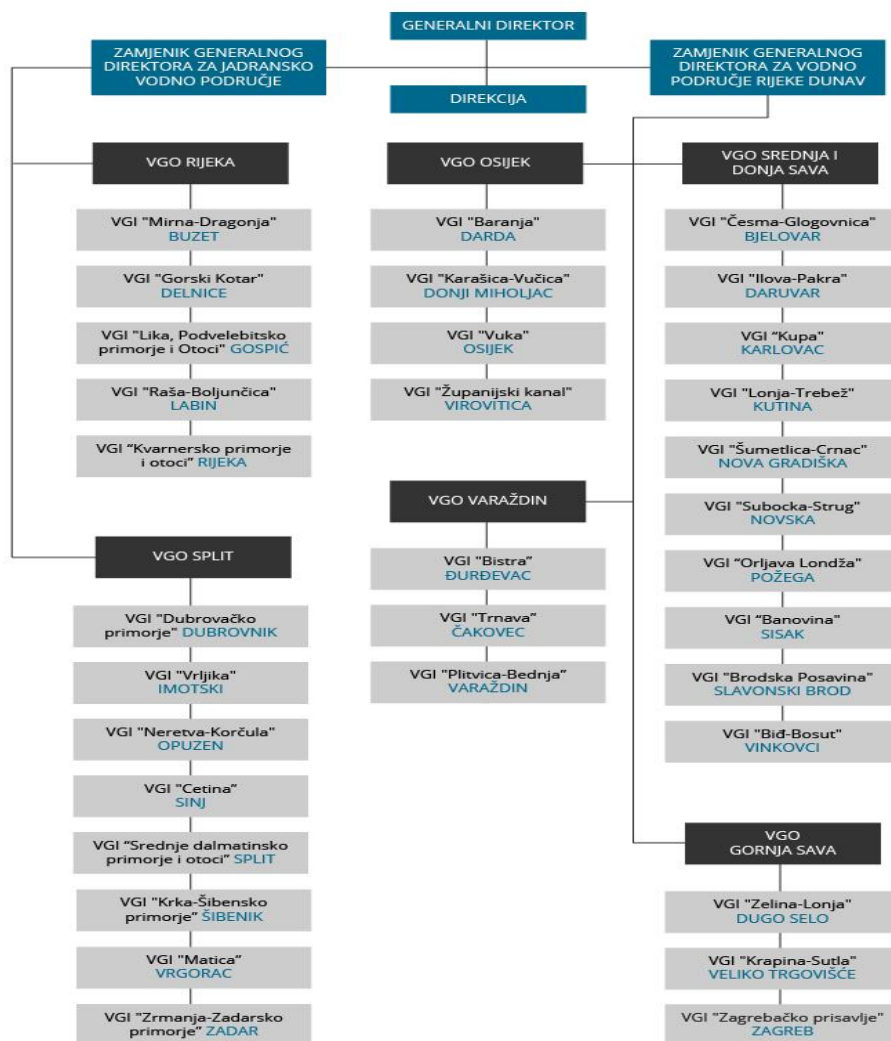 GENERALNI DIREKTOR
ZAMJENIK GENERALNOG
DIREKTORA ZA JADRANSKO
VODNO PODRUČJE
ZAMJENIK GENERALNOG
DIREKTORA ZA VODNO
PODRUČJE RIJEKE DUNAV
DIREKCIJA
VGO RIJEKA
VGI "Mirna-Dragonja"
BUZET
VGI "Gorski Kotar"
DELNICE
VGI "Lika, Podvelebitsko
primorje i Otoci" GOSPIĆ
VGI "Raša-Boljunčica"
LABIN
VGI “Kvarnersko primorje
i otoci” RIJEKA
VGO SPLIT
VGI "Dubrovačko
primorje" DUBROVNIK
VGI "Vrljika"
IMOTSKI
VGI "Neretva-Korčula"
OPUZEN
VGI "Cetina”
SINJ
VGI “Srednje dalmatinsko
primorje i otoci” SPLIT
VGI "Krka-Šibensko
primorje” ŠIBENIK
VGI "Matica”
VRGORAC
VGI "Zrmanja-Zadarsko
primorje” ZADAR
VGO OSIJEK
VGI "Baranja"
DARDA
VGI "Karašica-Vučica"
DONJI MIHOLJAC
VGI "Vuka"
OSIJEK
VGI "Županijski kanal"
VIROVITICA
VGO VARAŽDIN
VGI "Bistra”
ĐURĐEVAC
VGI "Trnava”
ČAKOVEC
VGI "Plitvica-Bednja”
VARAŽDIN
VGO SREDNJA I
DONJA SAVA
VGI "Česma-Glogovnica"
BJELOVAR
VGI "Ilova-Pakra"
DARUVAR
VGI “Kupa”
KARLOVAC
VGI "Lonja-Trebež"
KUTINA
VGI "Šumetlica-Crnac"
NOVA GRADIŠKA
VGI "Subocka-Strug"
NOVSKA
VGI “Orljava Londža”
POŽEGA
VGI “Banovina”
SISAK
VGI "Brodska Posavina"
SLAVONSKI BROD
VGI "Biđ-Bosut"
VINKOVCI
VGO
GORNJA SAVA
VGI "Zelina-Lonja"
DUGO SELO
VGI "Krapina-Sutla"
VELIKO TRGOVIŠĆE
VGI "Zagrebačko prisavlje"
ZAGREB